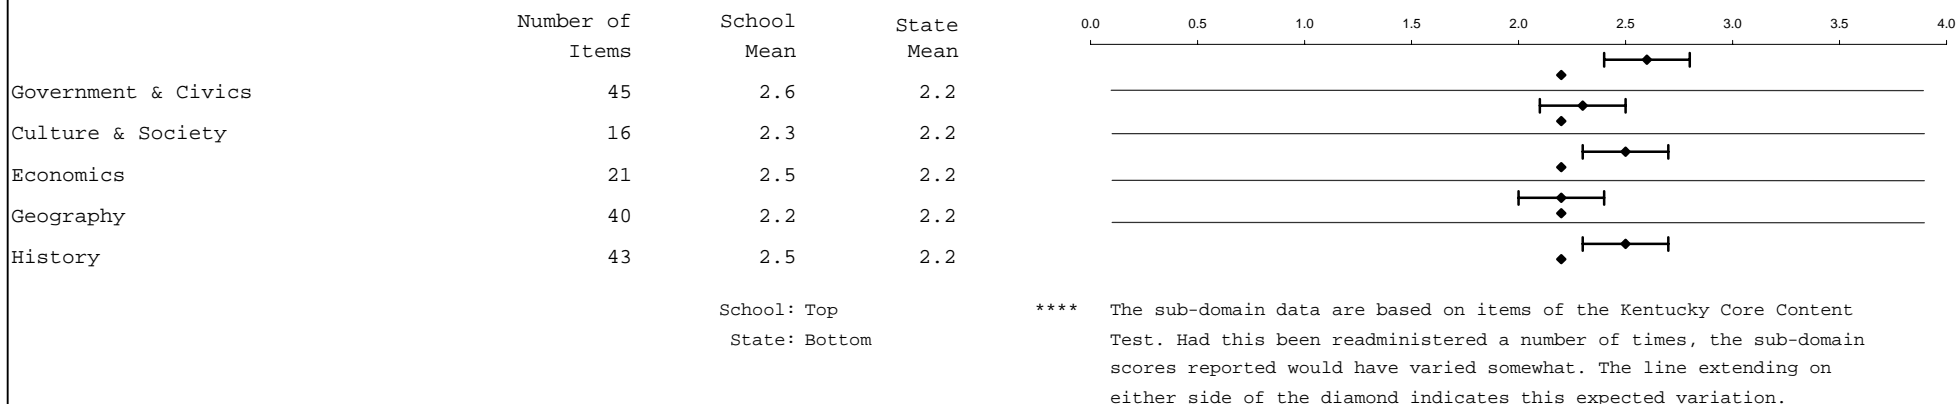 Number of School State
Items Mean Mean
0.0 0.5 1.0 1.5 2.0 2.5 3.0 3.5 4.0
Government & Civics 45 2.6 2.2
Culture & Society 16 2.3 2.2
Economics 21 2.5 2.2
Geography 40 2.2 2.2
History 43 2.5 2.2
School: Top
State: Bottom
**** The sub-domain data are based on items of the Kentucky Core Content
Test. Had this been readministered a number of times, the sub-domain
scores reported would have varied somewhat. The line extending on
either side of the diamond indicates this expected variation.